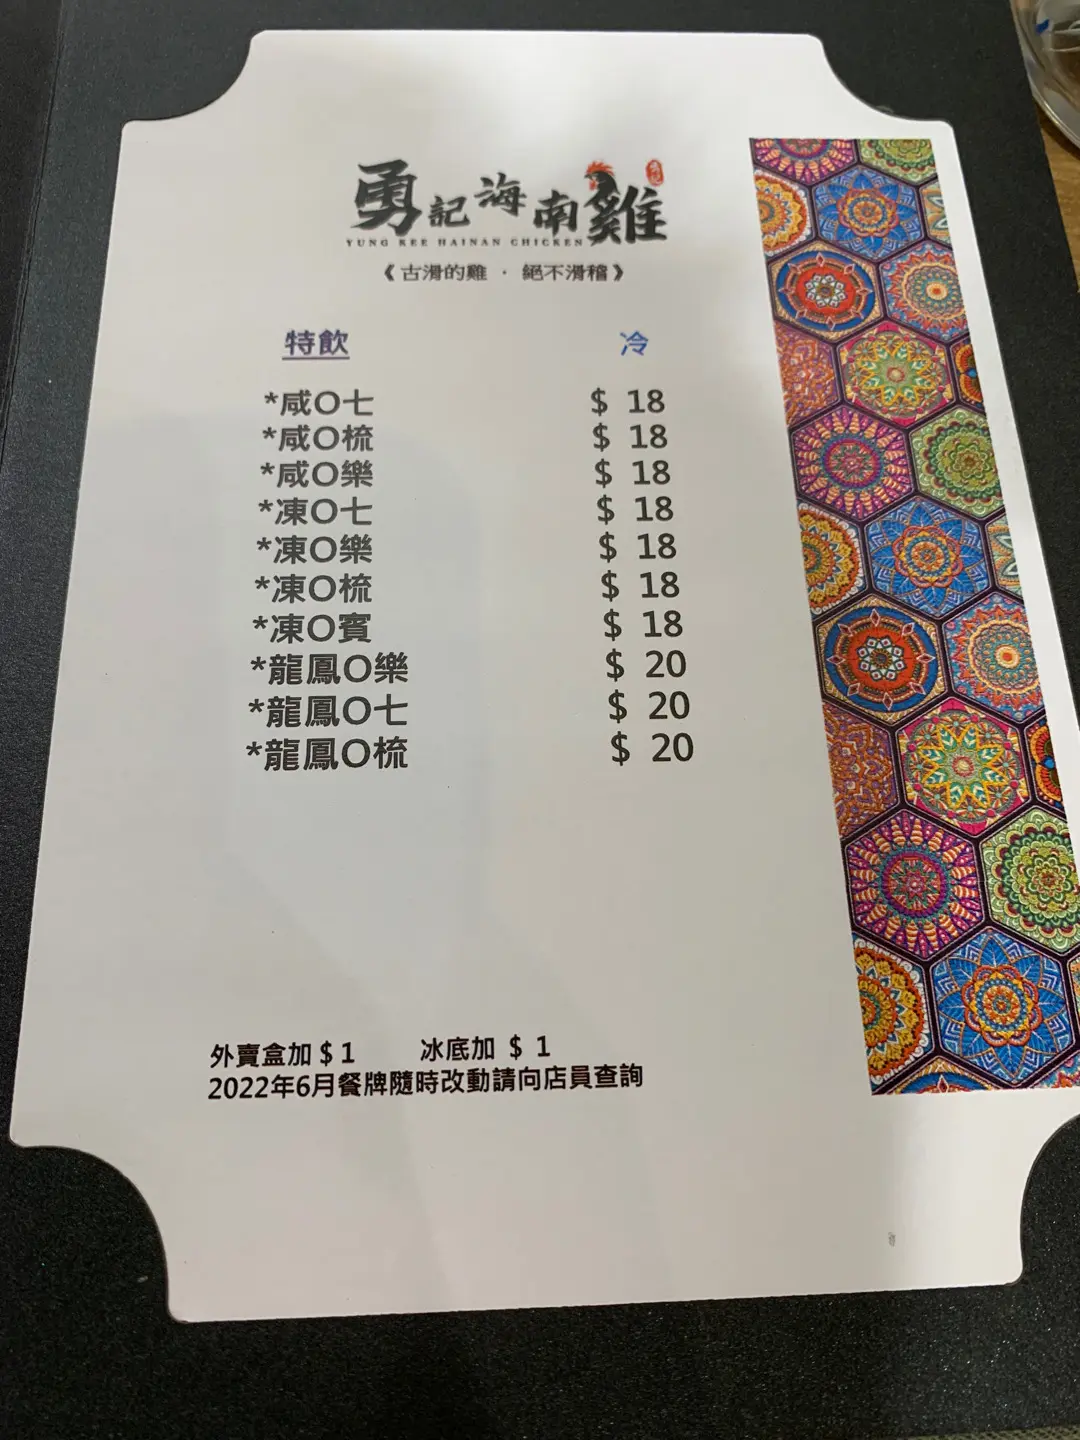 勇記海南雞
YUNG KEE HAINAN CHICKEN
《古滑的雞 · 絕不滑稽》
特飲 冷
*咸O七 $ 18
*咸O梳 $ 18
*咸O樂 $ 18
*凍O七 $ 18
*凍O樂 $ 18
*凍O梳 $ 18
*凍O賓 $ 18
*龍鳳O樂 $ 20
*龍鳳O七 $ 20
*龍鳳O梳 $ 20
外賣盒加 $ 1 冰底加 $ 1
2022年6月餐牌隨時改動請向店員查詢